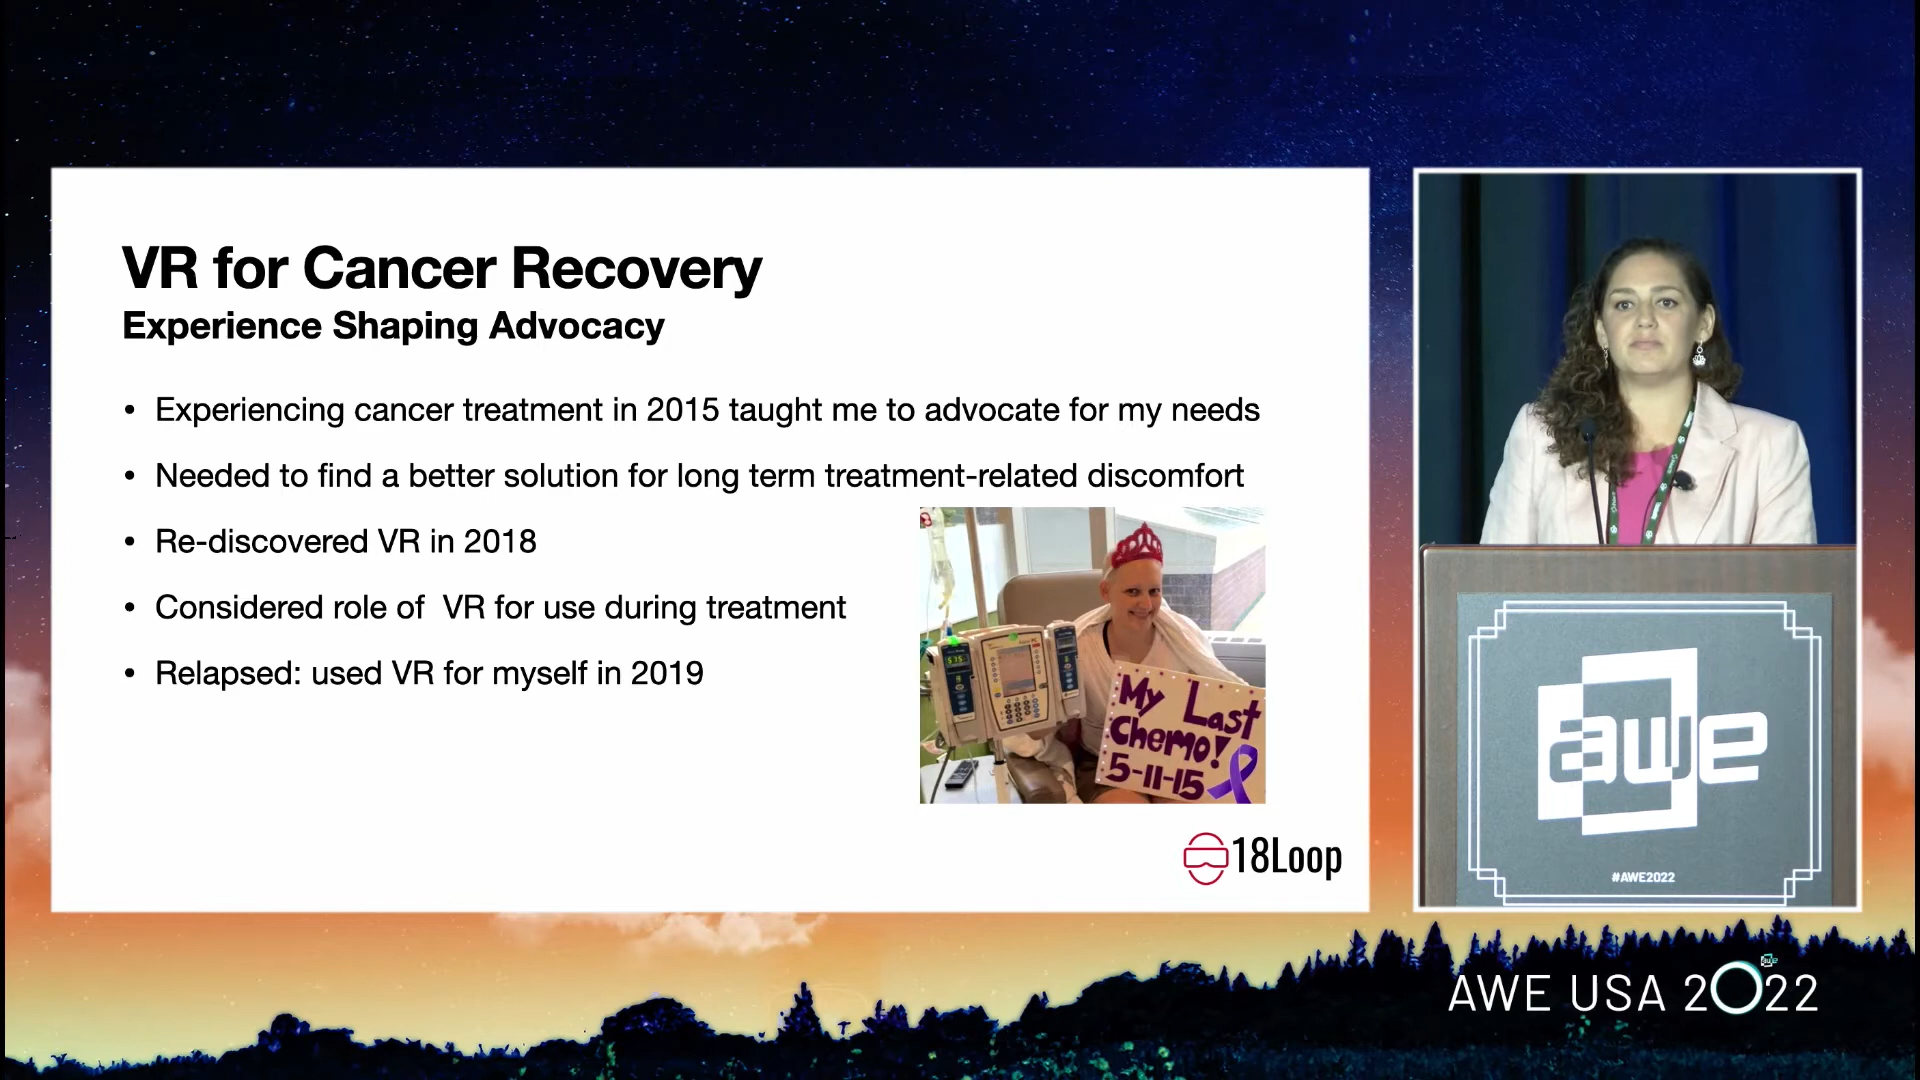 VR for Cancer Recovery
Experience Shaping Advocacy
• Experiencing cancer treatment in 2015 taught me to advocate for my needs
• Needed to find a better solution for long term treatment-related discomfort
• Re-discovered VR in 2018
• Considered role of  VR for use during treatment
• Relapsed: used VR for myself in 2019
575
My Last
Chemo!
5-11-15
18Loop
awe
#AWE2022
AWE USA 2022